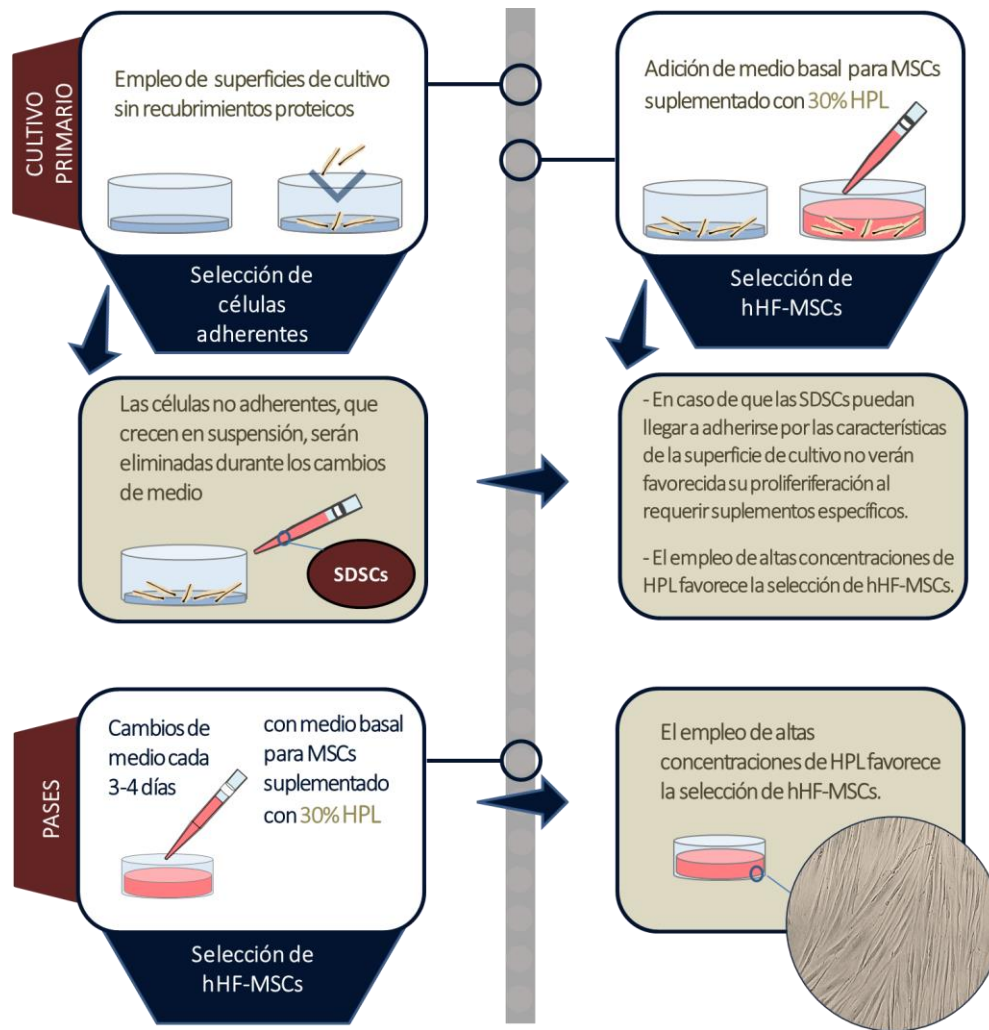 CULTIVO
PRIMARIO
Empleo de superficies de cultivo
sin recubrimientos proteicos
Selección de
células
adherentes
Adición de medio basal para MSCs
suplementado con 30% HPL
Selección de
hHF-MSCs
Las células no adherentes, que
crecen en suspensión, serán
eliminadas durante los cambios
de medio
SDSCs
- En caso de que las SDSCs puedan
llegar a adherirse por las características
de la superficie de cultivo no verán
favorecida su proliferiferación al
requerir suplementos específicos.
- El empleo de altas concentraciones de
HPL favorece la selección de hHF-MSCs.
PASES
Cambios de
medio cada
3-4 días
con medio basal
para MSCs
suplementado
con 30% HPL
Selección de
hHF-MSCs
El empleo de altas
concentraciones de HPL favorece
la selección de hHF-MSCs.